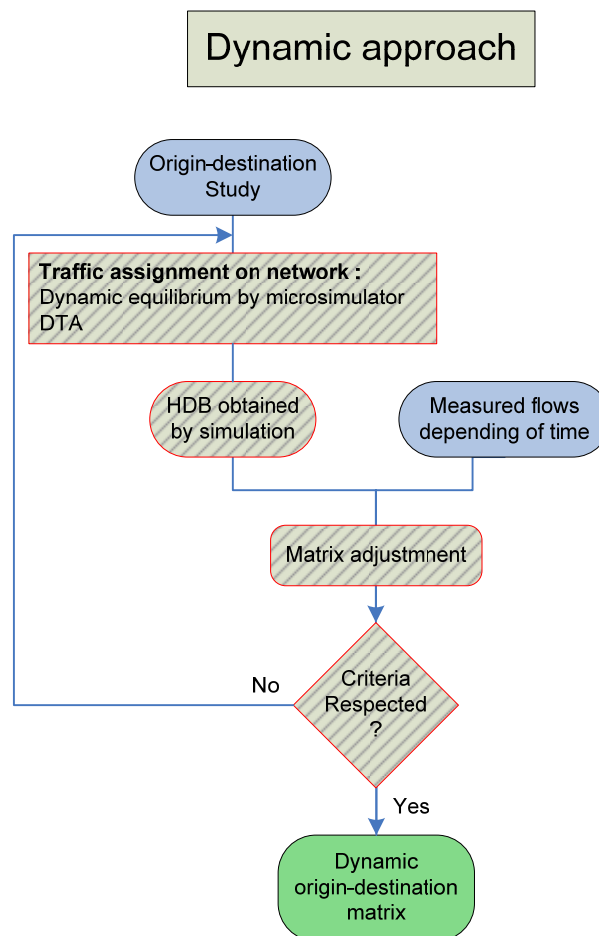 Dynamic approach
Origin-destination
Study
Traffic assignment on network :
Dynamic equilibrium by microsimulator
DTA
HDB obtained
by simulation
Measured flows
depending of time
Matrix adjustmnent
Criteria
Respected
?
No
Yes
Dynamic
origin-destination
matrix